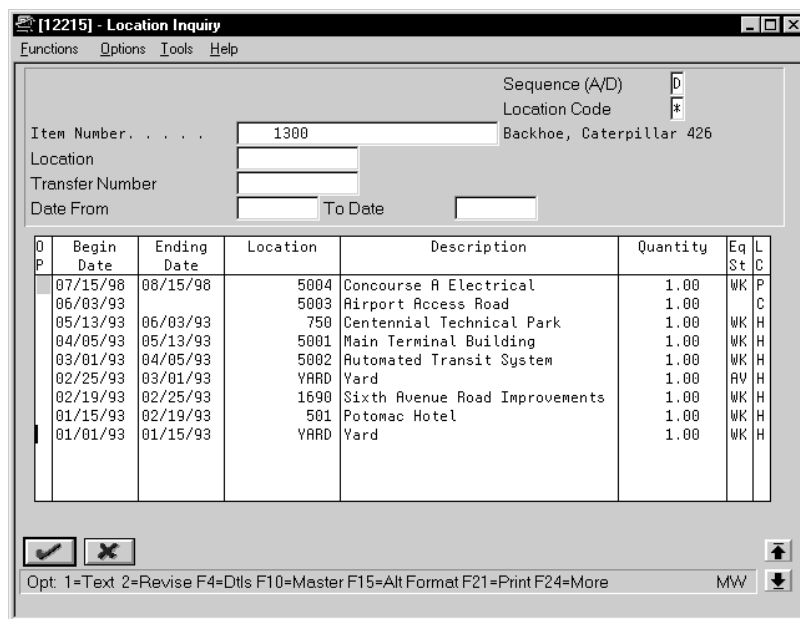 [12215] - Location Inquiry
Functions Options Tools Help
Sequence (A/D) D
Location Code *
Item Number. . . . . 1300 Backhoe, Caterpillar 426
Location
Transfer Number
Date From To Date
O Begin Ending Location Description Quantity Eq L
P Date Date St C
07/15/98 08/15/98 5004 Concourse A Electrical 1.00 WK P
06/03/93 5003 Airport Access Road 1.00 C
05/13/93 06/03/93 750 Centennial Technical Park 1.00 WK H
04/05/93 05/13/93 5001 Main Terminal Building 1.00 WK H
03/01/93 04/05/93 5002 Automated Transit System 1.00 WK H
02/25/93 03/01/93 YARD Yard 1.00 AV H
02/19/93 02/25/93 1690 Sixth Avenue Road Improvements 1.00 WK H
01/15/93 02/19/93 501 Potomac Hotel 1.00 WK H
01/01/93 01/15/93 YARD Yard 1.00 WK H
Opt: 1=Text 2=Revise F4=Dtls F10=Master F15=Alt Format F21=Print F24=More MW